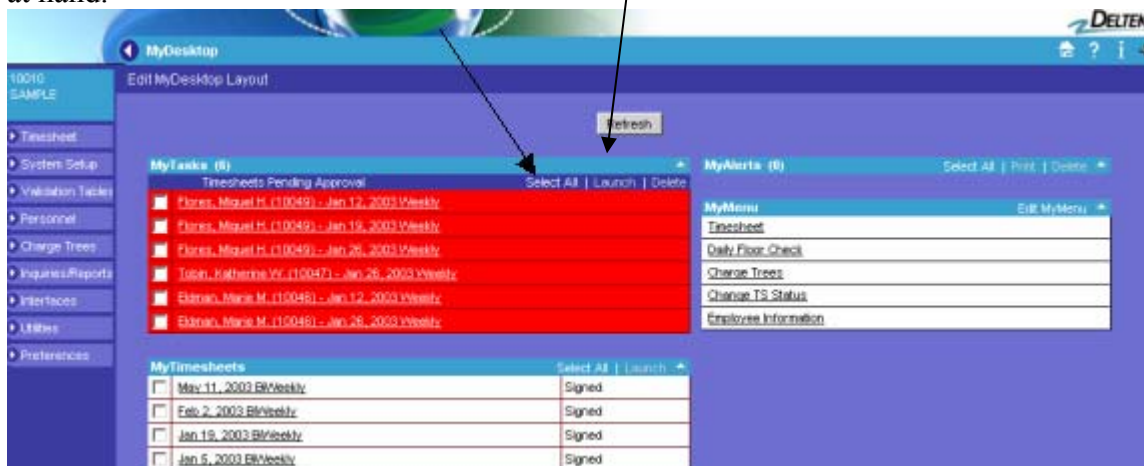 at hand.
DELTEK
MyDesktop
? i
10010
SAMPLE
Edit MyDesktop Layout
Refresh
Timesheet
System Setup
Validation Tables
Personnel
Charge Trees
Inquiries/Reports
Interfaces
Utilities
Preferences
MyTasks (6)
Timesheets Pending Approval Select All | Launch | Delete
Flores, Miguel H. (10049) - Jan 12, 2003 Weekly
Flores, Miguel H. (10049) - Jan 19, 2003 Weekly
Flores, Miguel H. (10049) - Jan 26, 2003 Weekly
Tobin, Katherine W. (10047) - Jan 26, 2003 Weekly
Eldman, Marie M. (10046) - Jan 12, 2003 Weekly
Eldman, Marie M. (10046) - Jan 26, 2003 Weekly
MyTimesheets Select All | Launch
May 11, 2003 BiWeekly Signed
Feb 2, 2003 BiWeekly Signed
Jan 19, 2003 BiWeekly Signed
Jan 5, 2003 BiWeekly Signed
MyAlerts (0) Select All | Print | Delete
MyMenu Edit MyMenu
Timesheet
Daily Floor Check
Charge Trees
Change TS Status
Employee Information